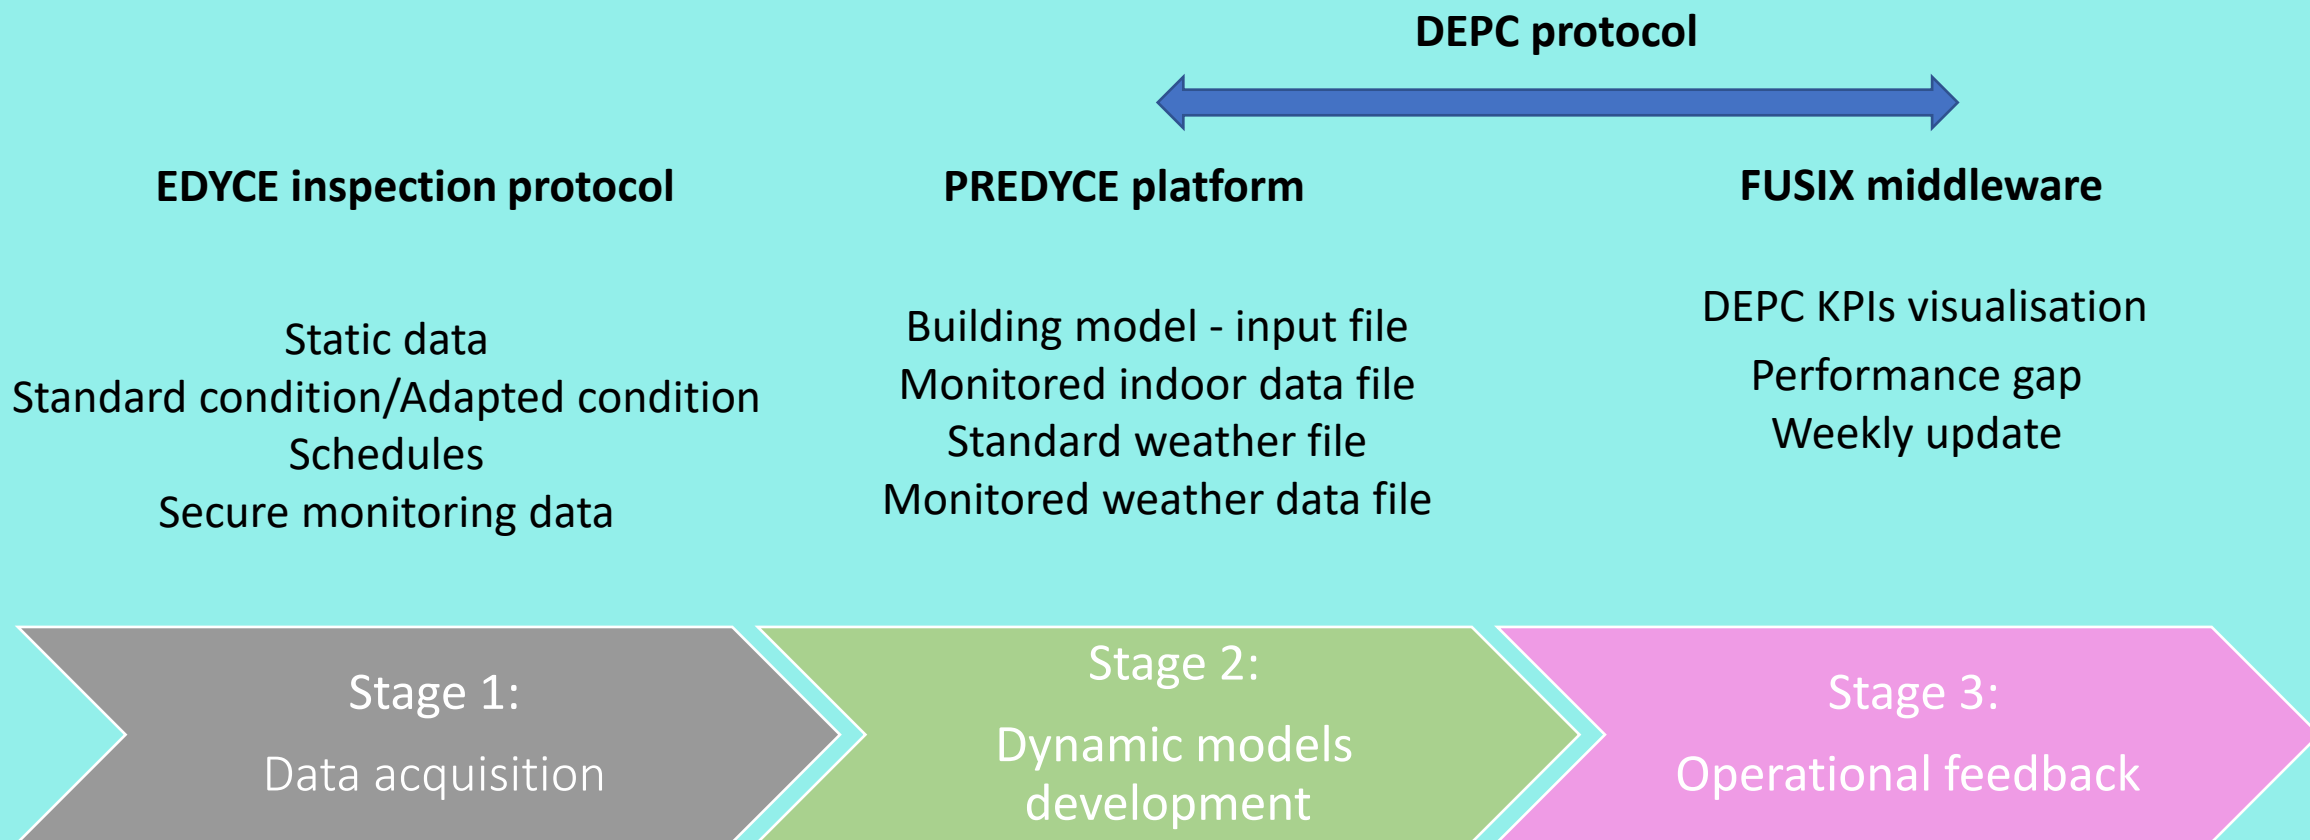 DEPC protocol
EDYCE inspection protocol
PREDYCE platform
FUSIX middleware
Static data
Standard condition/Adapted condition
Schedules
Secure monitoring data
Building model - input file
Monitored indoor data file
Standard weather file
Monitored weather data file
DEPC KPIs visualisation
Performance gap
Weekly update
Stage 1:
Data acquisition
Stage 2:
Dynamic models
development
Stage 3:
Operational feedback